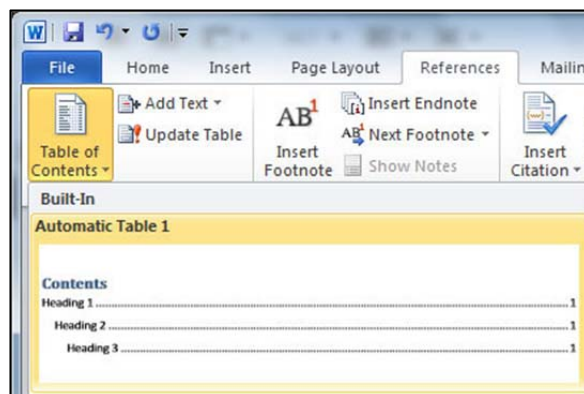 W
File Home Insert Page Layout References Mailin
Table of
Contents
Add Text
Update Table
AB1
Insert
Footnote
Insert Endnote
AB Next Footnote
Show Notes
Insert
Citation
Built-In
Automatic Table 1
Contents
Heading 1 ........................................ 1
Heading 2 ........................................ 1
Heading 3 ........................................ 1